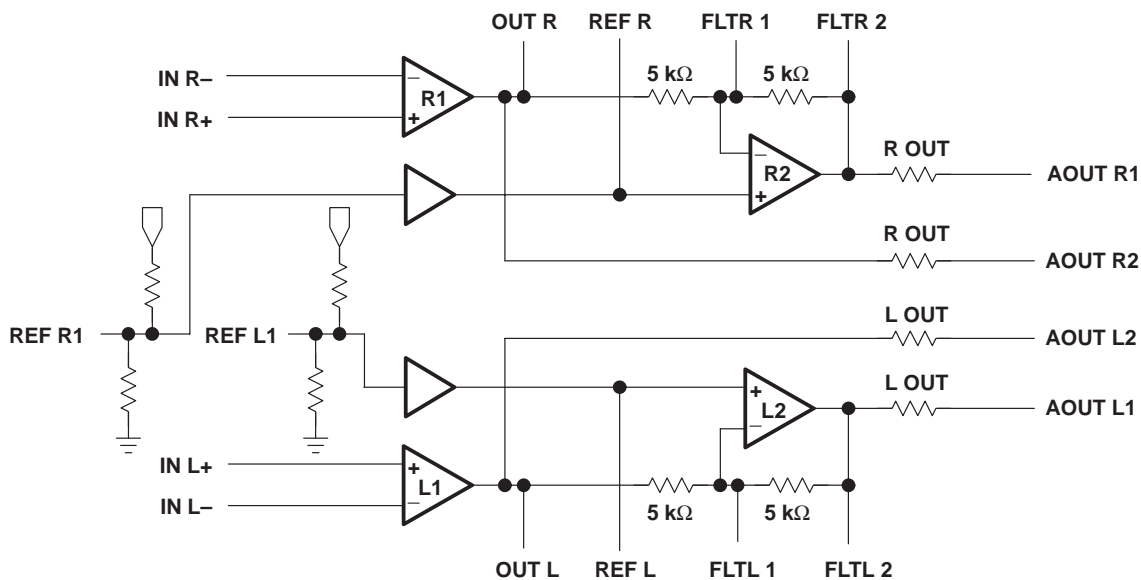 OUT R REF R FLTR 1 FLTR 2
5 kΩ 5 kΩ
IN R–
R1
IN R+
R OUT
R2 AOUT R1
R OUT
AOUT R2
L OUT
REF R1 REF L1 AOUT L2
L OUT
L2 AOUT L1
IN L+
L1
IN L–
5 kΩ 5 kΩ
OUT L REF L FLTL 1 FLTL 2